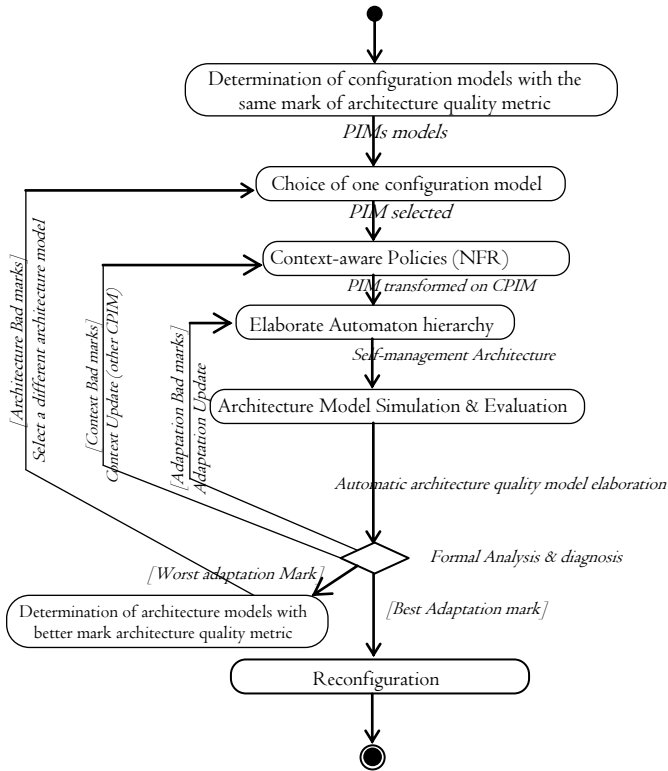 Determination of configuration models with the
same mark of architecture quality metric
PIMs models
Choice of one configuration model
PIM selected
Context-aware Policies (NFR)
PIM transformed on CPIM
Elaborate Automaton hierarchy
Self-management Architecture
Architecture Model Simulation & Evaluation
[Architecture Bad marks]
Select a different architecture model
[Context Bad marks]
Context Update (other CPIM)
[Adaptation Bad marks]
Adaptation Update
Automatic architecture quality model elaboration
Formal Analysis & diagnosis
[Worst adaptation Mark]
[Best Adaptation mark]
Determination of architecture models with
better mark architecture quality metric
Reconfiguration